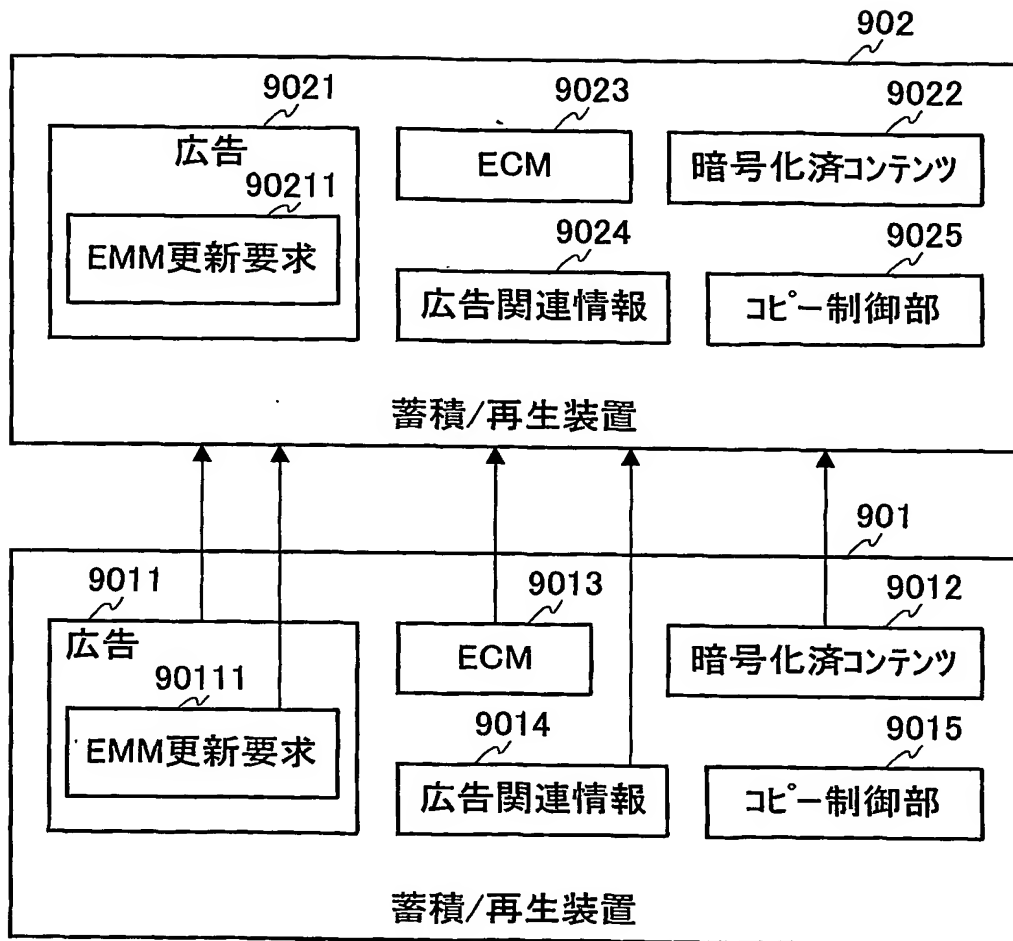 902
9021
9023
9022
広告
ECM
暗号化済コンテンツ
90211
9024
9025
EMM更新要求
広告関連情報
コピー制御部
蓄積/再生装置
901
9011
9013
9012
広告
ECM
暗号化済コンテンツ
90111
9014
9015
EMM更新要求
広告関連情報
コピー制御部
蓄積/再生装置